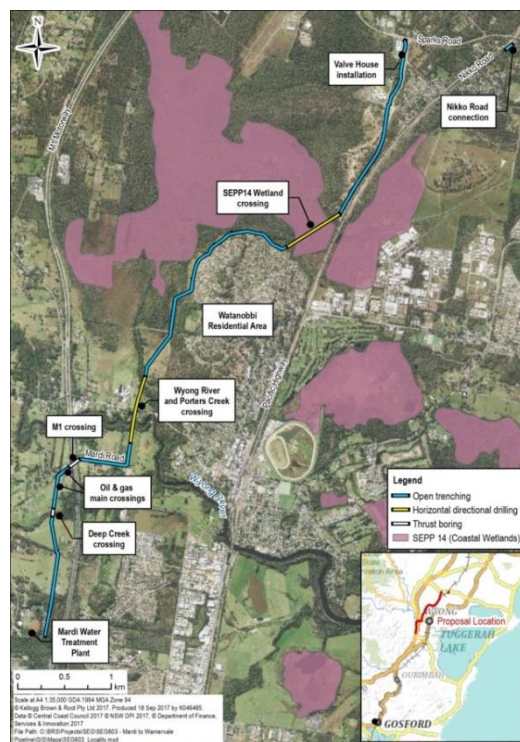 N
Sparks Road
Valve House
installation
Nikko Road
Nikko Road
connection
M1 Motorway
SEPP14 Wetland
crossing
Watanobbi
Residential Area
Wyong River
and Porters Creek
crossing
M1 crossing
Mardi Road
Wyong River
Oil & gas
main crossings
Deep Creek
crossing
Mardi Water
Treatment
Plant
Legend
Open trenching
Horizontal directional drilling
Thrust boring
SEPP 14 (Coastal Wetlands)
0 0.5 1
km
Scale at A4 1:35,000 GDA 1994 MGA Zone 94
© Kellogg Brown & Root Pty Ltd 2017. Produced 18 Sep 2017 by K046485.
Data © Central Coast Council 2017 © NSW DPI 2017, © Department of Finance,
Services & Innovation 2017
State
WYONG
Proposal Location
TUGGERAH
LAKE
OURIMBAH
GOSFORD